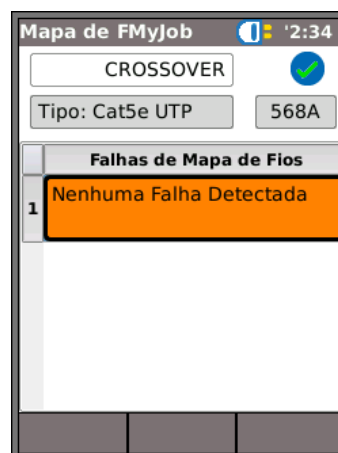 Mapa de FMyJob '2:34
CROSSOVER
Tipo: Cat5e UTP 568A
Falhas de Mapa de Fios
1 Nenhuma Falha Detectada